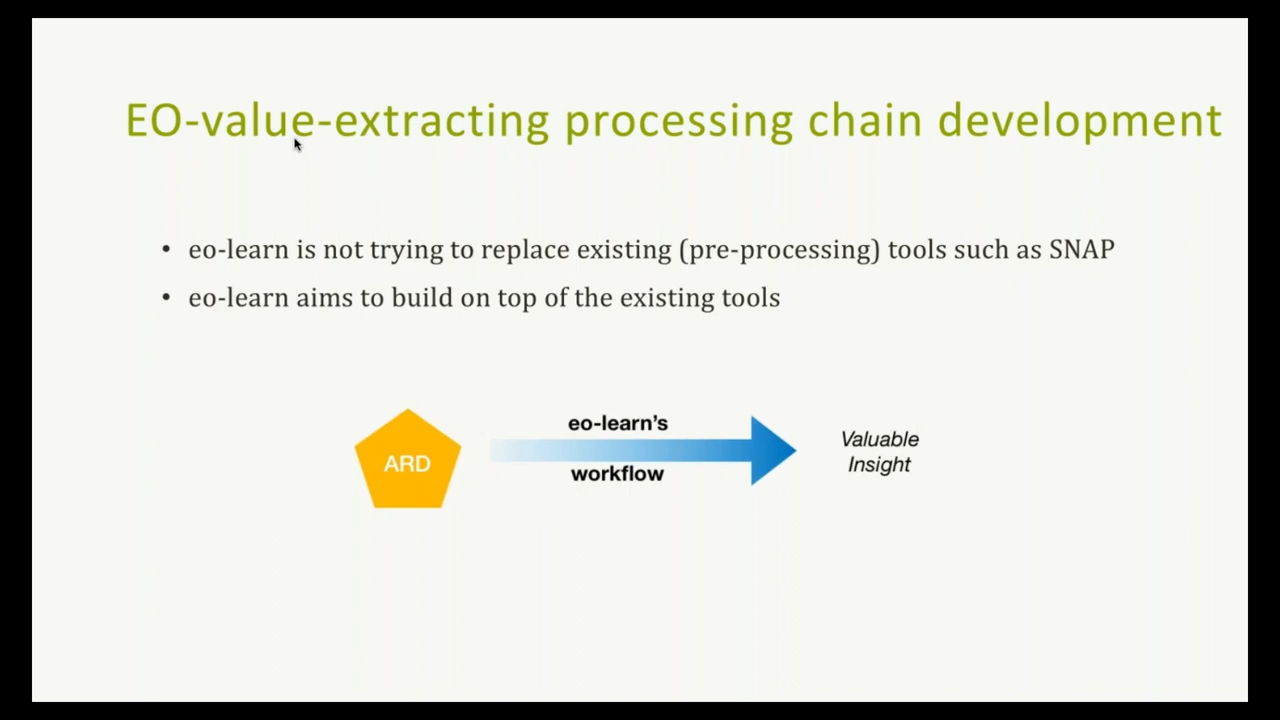 EO-value-extracting processing chain development
• eo-learn is not trying to replace existing (pre-processing) tools such as SNAP
• eo-learn aims to build on top of the existing tools
ARD
eo-learn's
workflow
Valuable
Insight